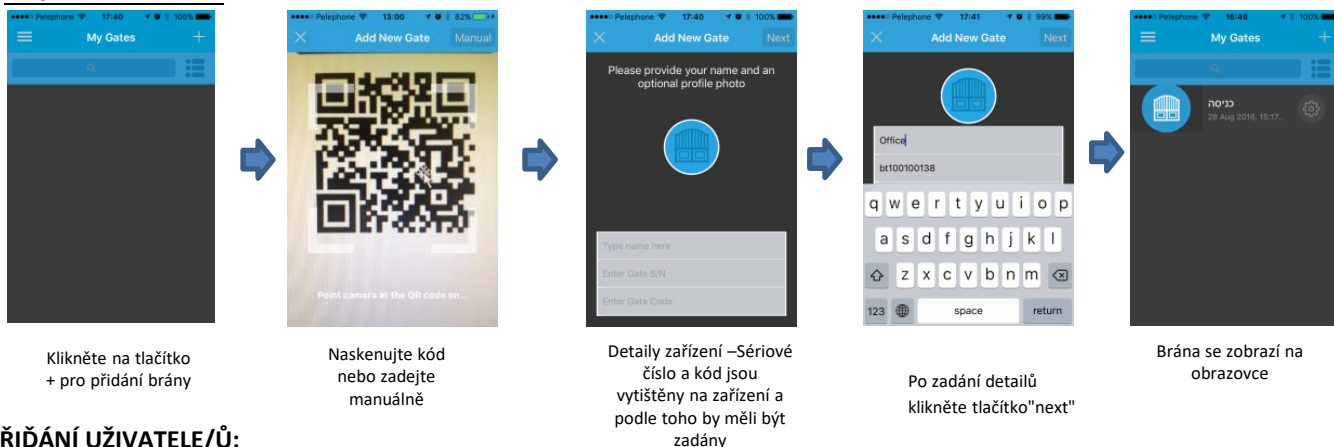 Pelephone 17:40 100%
My Gates +
Klikněte na tlačítko
+ pro přidání brány
Pelephone 13:00 82%
Add New Gate Manual
Point camera at the QR code on...
Naskenujte kód
nebo zadejte
manuálně
Pelephone 17:40 100%
Add New Gate Next
Please provide your name and an
optional profile photo
Type name here
Enter Gate S/N
Enter Gate Code
Detaily zařízení –Sériové
číslo a kód jsou
vytištěny na zařízení a
podle toho by měli být
zadány
Pelephone 17:41 99%
Add New Gate Next
Office
bt100100138
q w e r t y u i o p
a s d f g h j k l
z x c v b n m
123 space return
Po zadání detailů
klikněte tlačítko"next"
Pelephone 16:46 100%
My Gates +
כניסה
28 Aug 2016, 15:17...
Brána se zobrazí na
obrazovce
ŘIDÁNÍ UŽIVATELE/Ů: